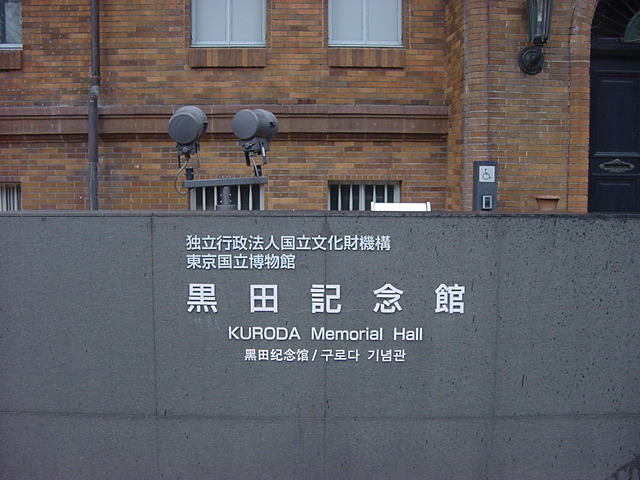 独立行政法人国立文化財機構
東京国立博物館
黒田記念館
KURODA Memorial Hall
黑田纪念馆 / 구로다 기념관